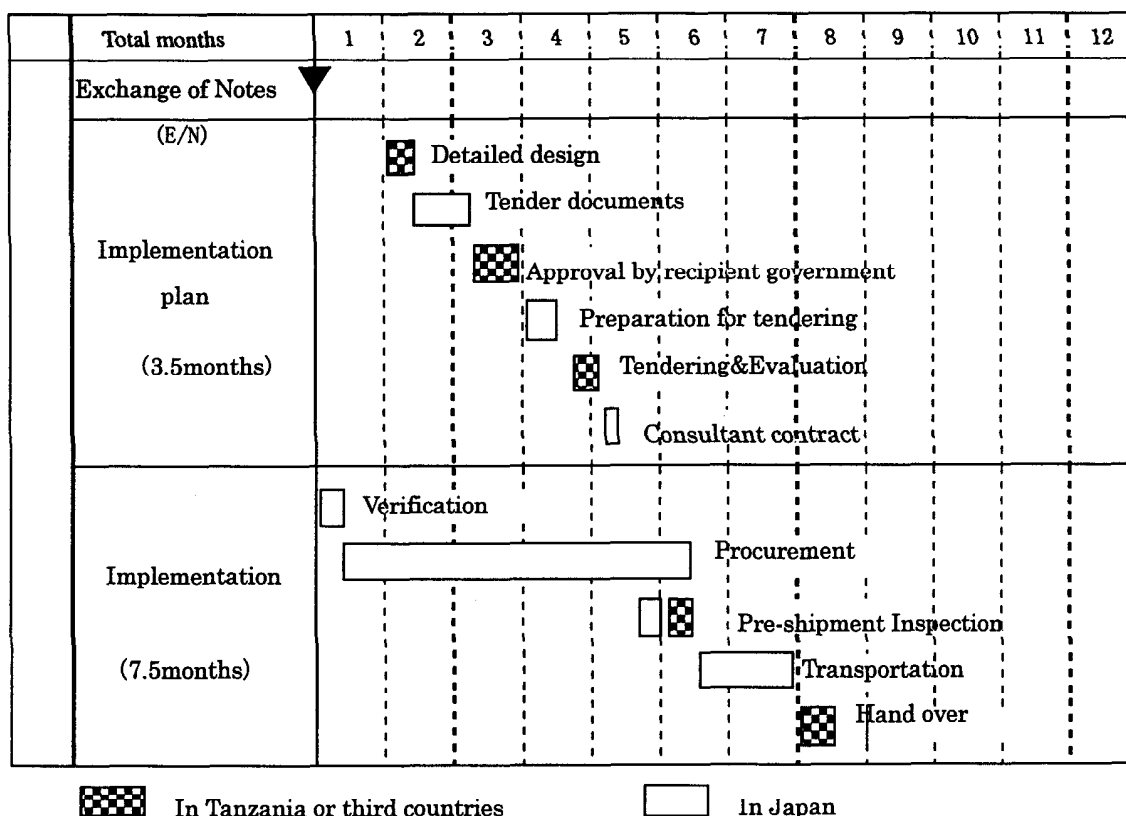 Total months 1 2 3 4 5 6 7 8 9 10 11 12
Exchange of Notes
(E/N)
Detailed design
Tender documents
Implementation
plan
(3.5months)
Approval by recipient government
Preparation for tendering
Tendering&Evaluation
Consultant contract
Verification
Procurement
Implementation
(7.5months)
Pre-shipment Inspection
Transportation
Hand over
In Tanzania or third countries
In Japan